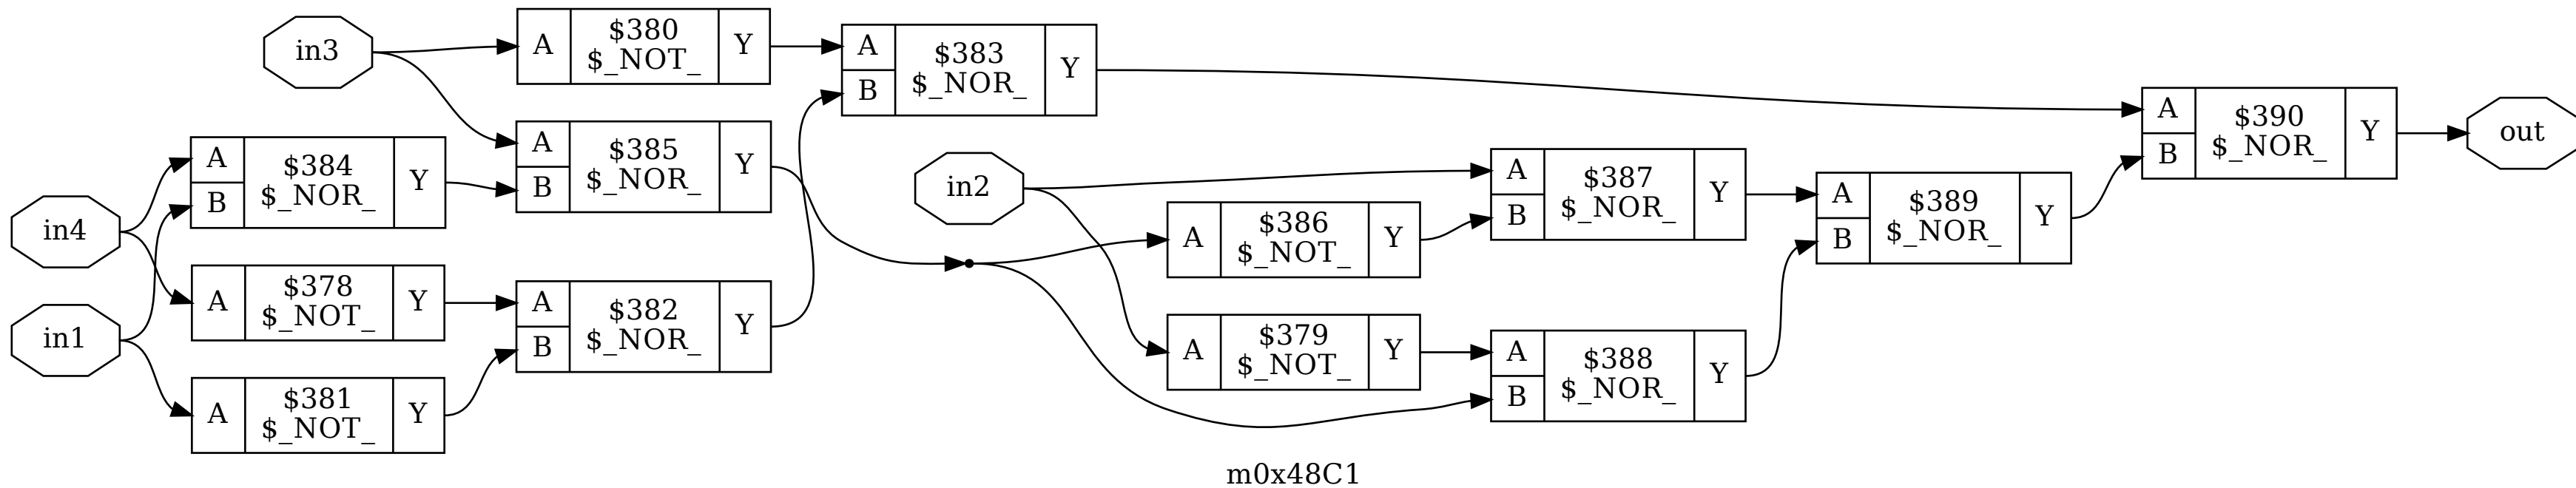 in3
A
$380
$_NOT_
Y
A
B
$383
$_NOR_
Y
A
B
$390
$_NOR_
Y
out
A
B
$385
$_NOR_
Y
A
B
$384
$_NOR_
Y
in4
in2
A
B
$387
$_NOR_
Y
A
$386
$_NOT_
Y
A
B
$389
$_NOR_
Y
A
$378
$_NOT_
Y
A
B
$382
$_NOR_
Y
in1
A
$379
$_NOT_
Y
A
B
$388
$_NOR_
Y
A
$381
$_NOT_
Y
m0x48C1